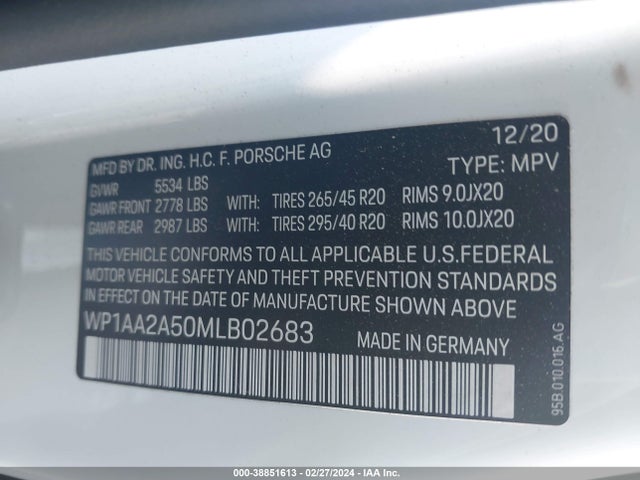 12/20
MFD BY DR. ING. H.C. F. PORSCHE AG
TYPE: MPV
GVWR 5534 LBS
GAWR FRONT 2778 LBS WITH: TIRES 265/45 R20 RIMS 9.0JX20
GAWR REAR 2987 LBS WITH: TIRES 295/40 R20 RIMS 10.0JX20
THIS VEHICLE CONFORMS TO ALL APPLICABLE U.S.FEDERAL
MOTOR VEHICLE SAFETY AND THEFT PREVENTION STANDARDS
IN EFFECT ON THE DATE OF MANUFACTURE SHOWN ABOVE
WP1AA2A50MLB02683 MADE IN GERMANY
95B.010.016.AG
000-38851613 - 02/27/2024 - IAA Inc.